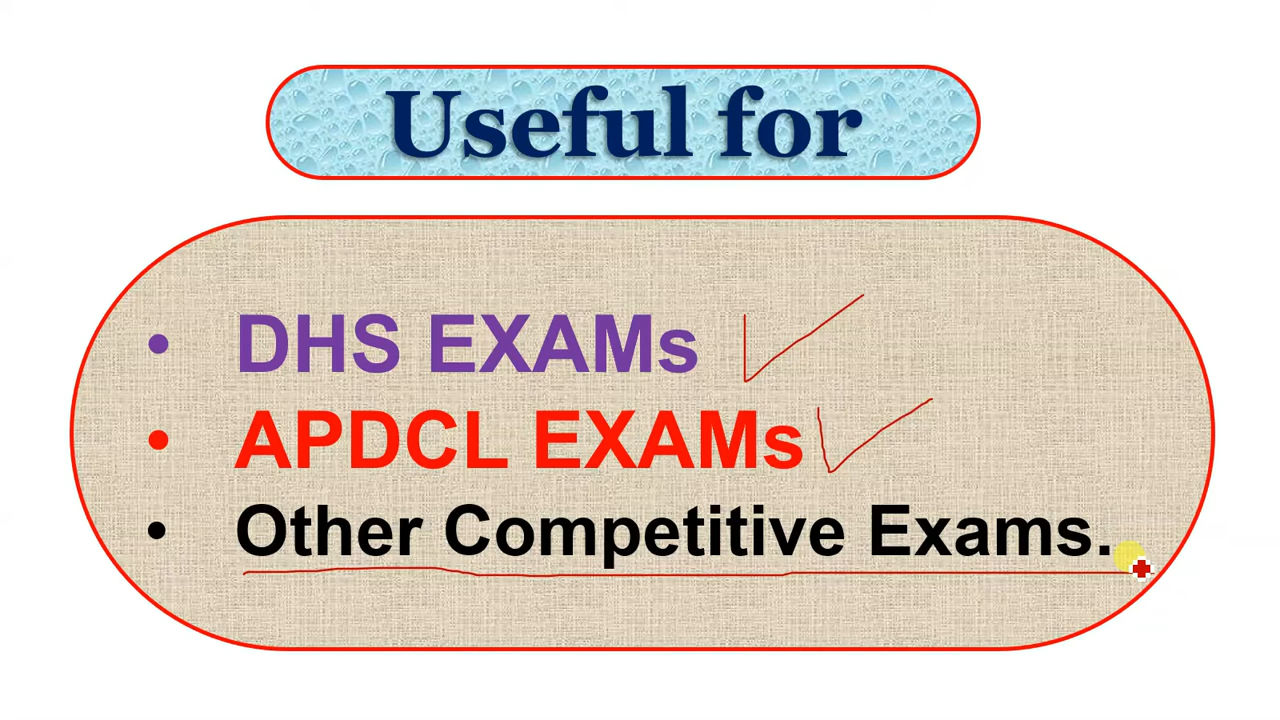 Useful for
• DHS EXAMs
• APDCL EXAMs
• Other Competitive Exams.